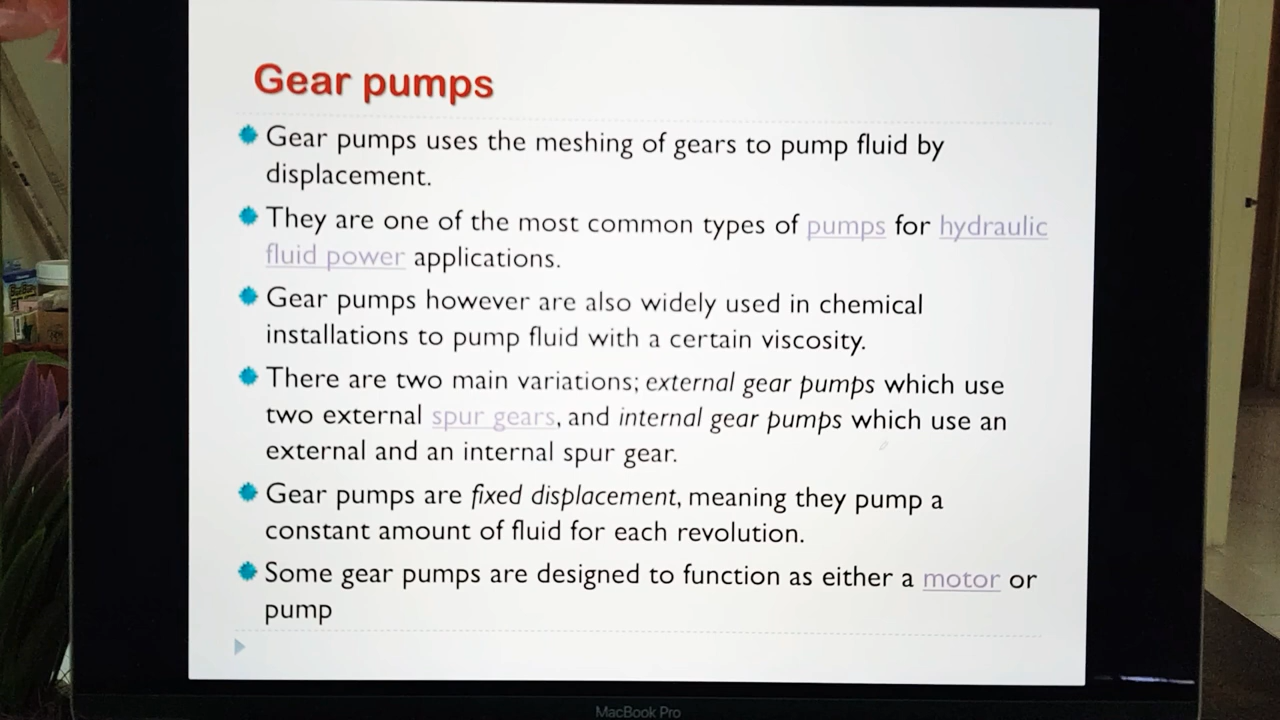 Gear pumps
Gear pumps uses the meshing of gears to pump fluid by
displacement.
They are one of the most common types of pumps for hydraulic
fluid power applications.
Gear pumps however are also widely used in chemical
installations to pump fluid with a certain viscosity.
There are two main variations; external gear pumps which use
two external spur gears, and internal gear pumps which use an
external and an internal spur gear.
Gear pumps are fixed displacement, meaning they pump a
constant amount of fluid for each revolution.
Some gear pumps are designed to function as either a motor or
pump
MacBook Pro